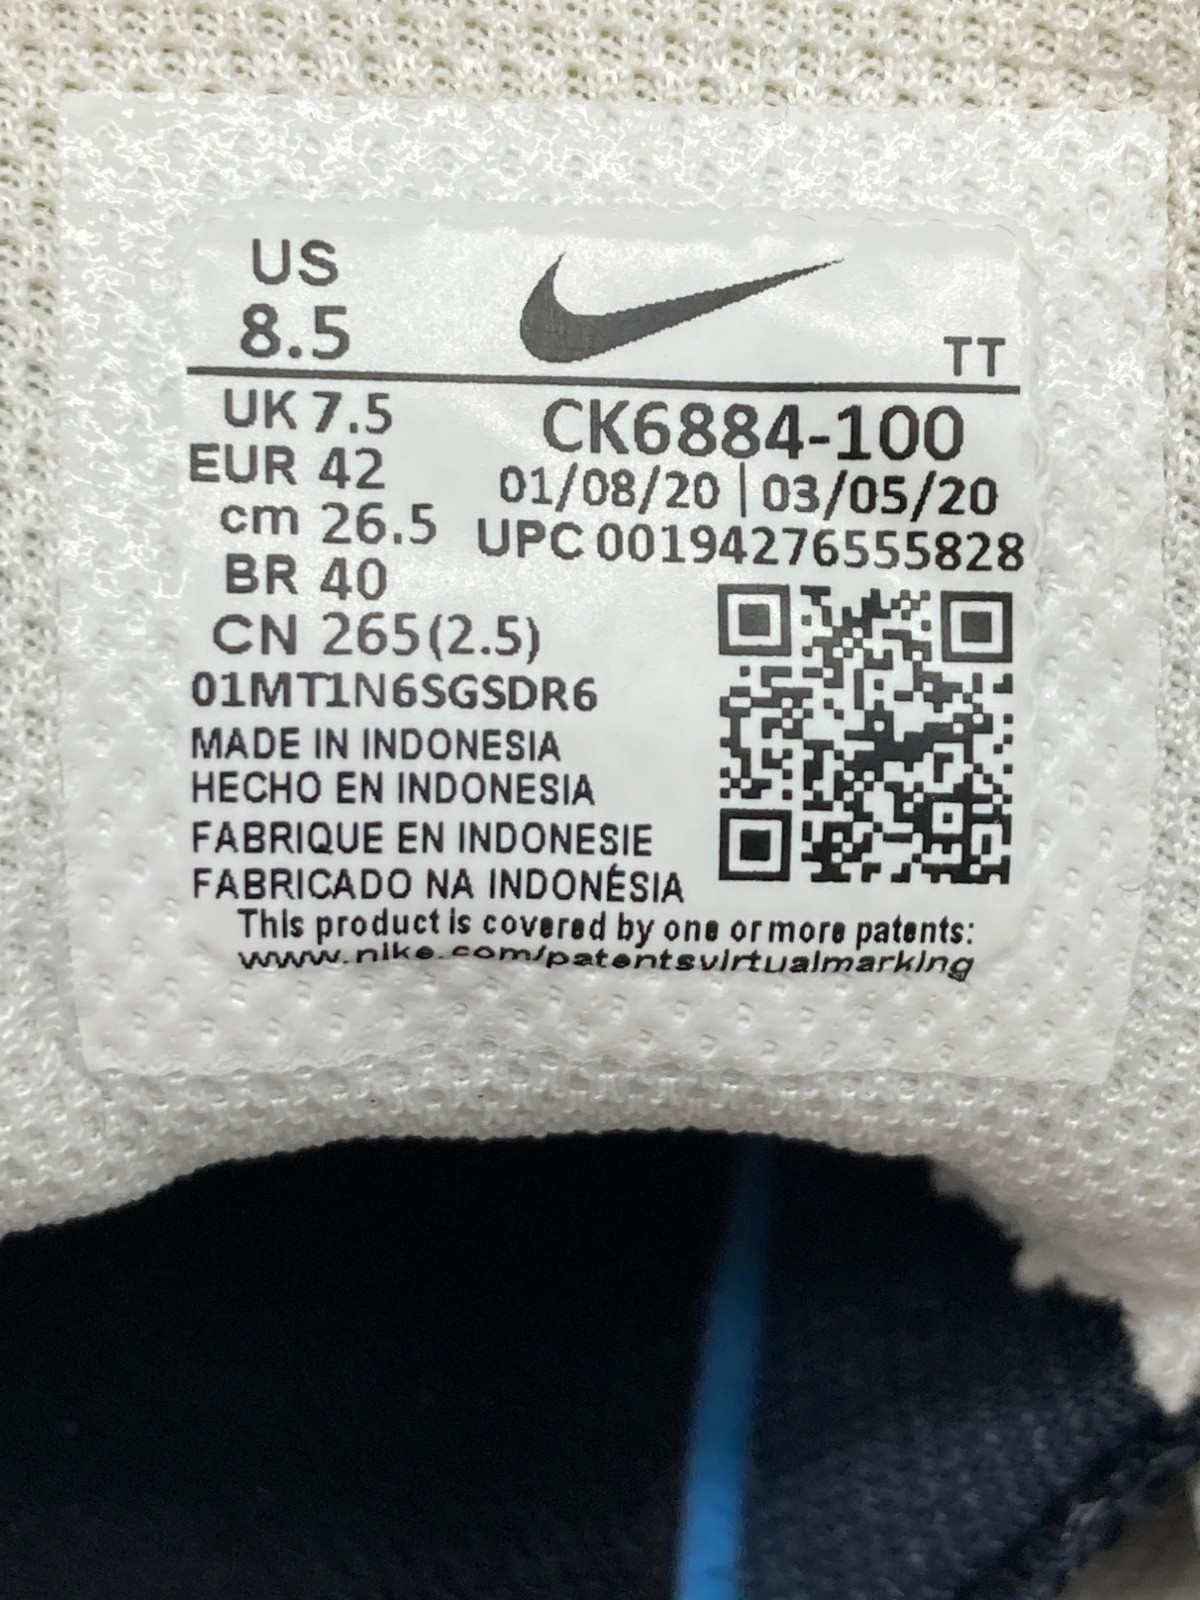 US
8.5
TT
UK 7.5
EUR 42
cm 26.5
BR 40
CN 265(2.5)
CK6884-100
01/08/20 | 03/05/20
UPC 00194276555828
01MT1N6SGSDR6
MADE IN INDONESIA
HECHO EN INDONESIA
FABRIQUE EN INDONESIE
FABRICADO NA INDONÉSIA
This product is covered by one or more patents:
www.nike.com/patentsvirtualmarking